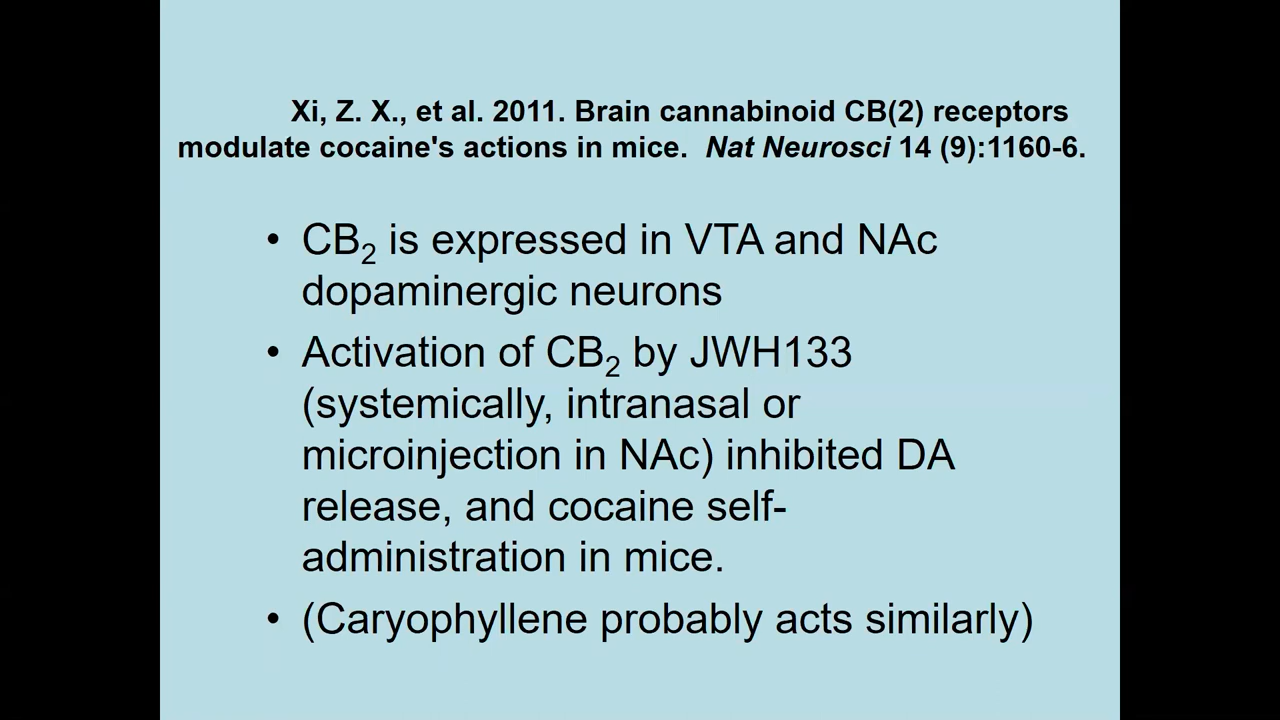 Xi, Z. X., et al. 2011. Brain cannabinoid CB(2) receptors
modulate cocaine's actions in mice. Nat Neurosci 14 (9):1160-6.
• CB₂ is expressed in VTA and NAc
dopaminergic neurons
• Activation of CB₂ by JWH133
(systemically, intranasal or
microinjection in NAc) inhibited DA
release, and cocaine self-
administration in mice.
• (Caryophyllene probably acts similarly)